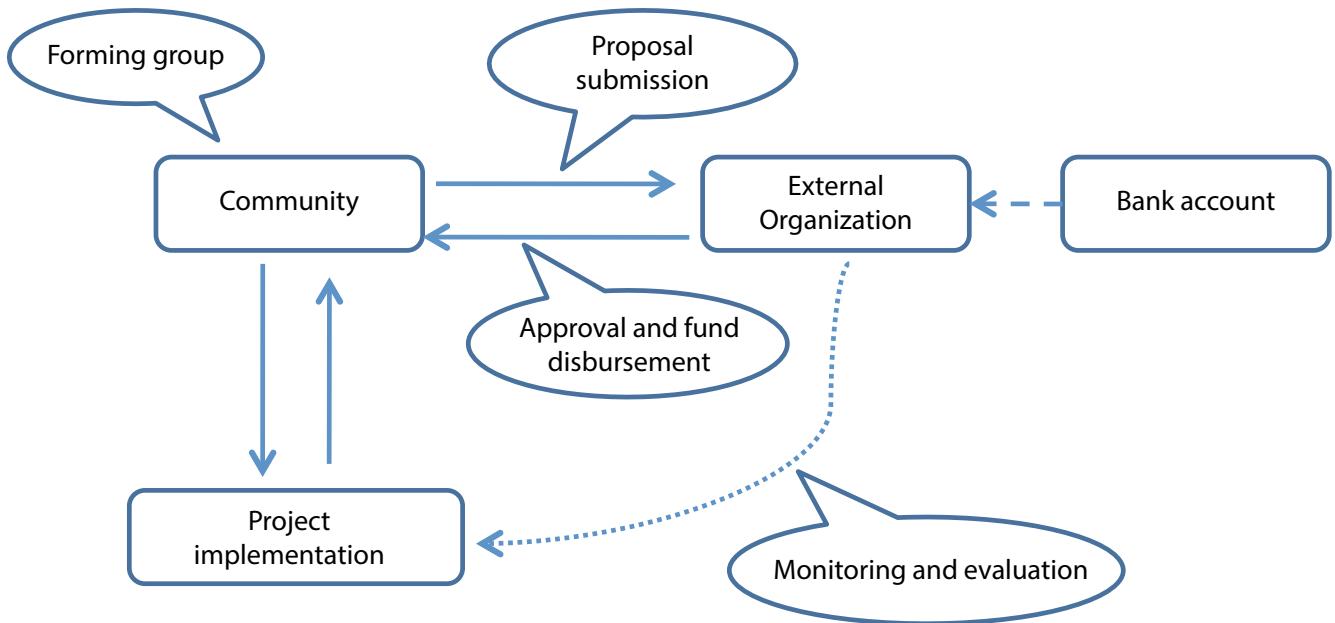 Forming group
Proposal
submission
Community
External
Organization
Bank account
Approval and fund
disbursement
Project
implementation
Monitoring and evaluation